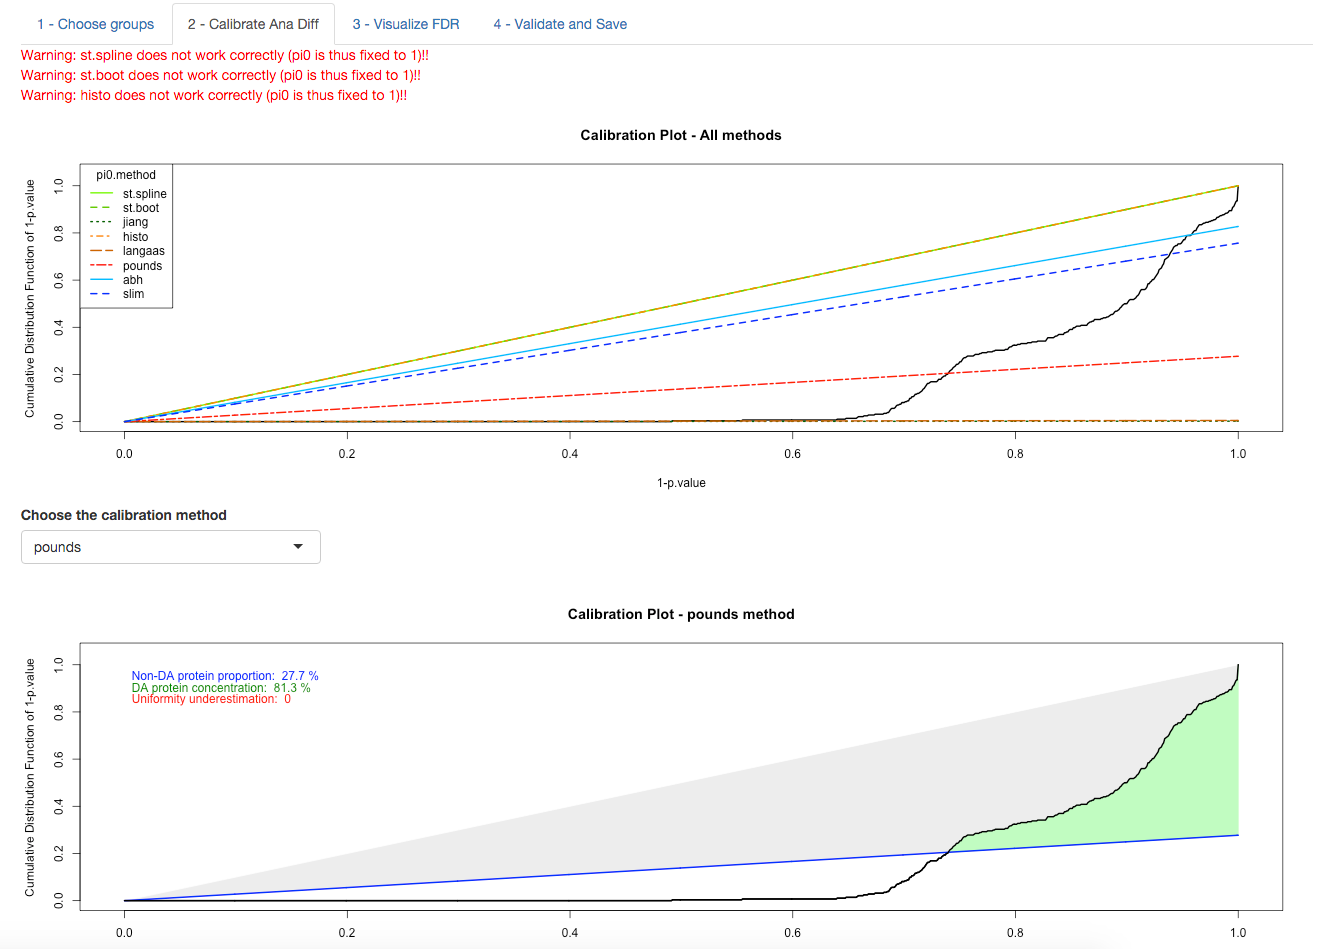 1 - Choose groups 2 - Calibrate Ana Diff 3 - Visualize FDR 4 - Validate and Save
Warning: st.spline does not work correctly (pi0 is thus fixed to 1)!!
Warning: st.boot does not work correctly (pi0 is thus fixed to 1)!!
Warning: histo does not work correctly (pi0 is thus fixed to 1)!!
Calibration Plot - All methods
Cumulative Distribution Function of 1-p.value
1.0
0.8
0.6
0.4
0.2
0.0
pi0.method
st.spline
st.boot
jiang
histo
langaas
pounds
abh
slim
0.0 0.2 0.4 0.6 0.8 1.0
1-p.value
Choose the calibration method
pounds
Calibration Plot - pounds method
Cumulative Distribution Function of 1-p.value
1.0
0.8
0.6
0.4
0.2
0.0
Non-DA protein proportion: 27.7 %
DA protein concentration: 81.3 %
Uniformity underestimation: 0
0.0 0.2 0.4 0.6 0.8 1.0